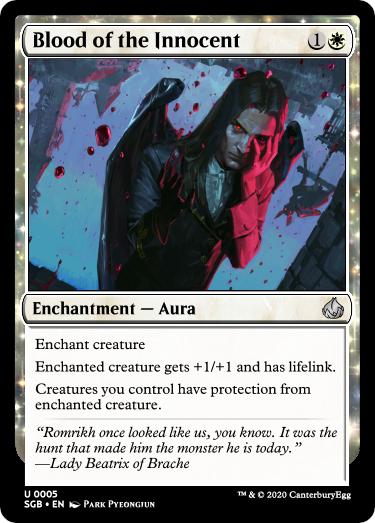 Blood of the Innocent 1
Enchantment — Aura
Enchant creature
Enchanted creature gets +1/+1 and has lifelink.
Creatures you control have protection from
enchanted creature.
“Romrikh once looked like us, you know. It was the
hunt that made him the monster he is today.”
—Lady Beatrix of Brache
U 0005
SGB • EN Park Pyeongjun
™ & © 2020 CanterburyEgg